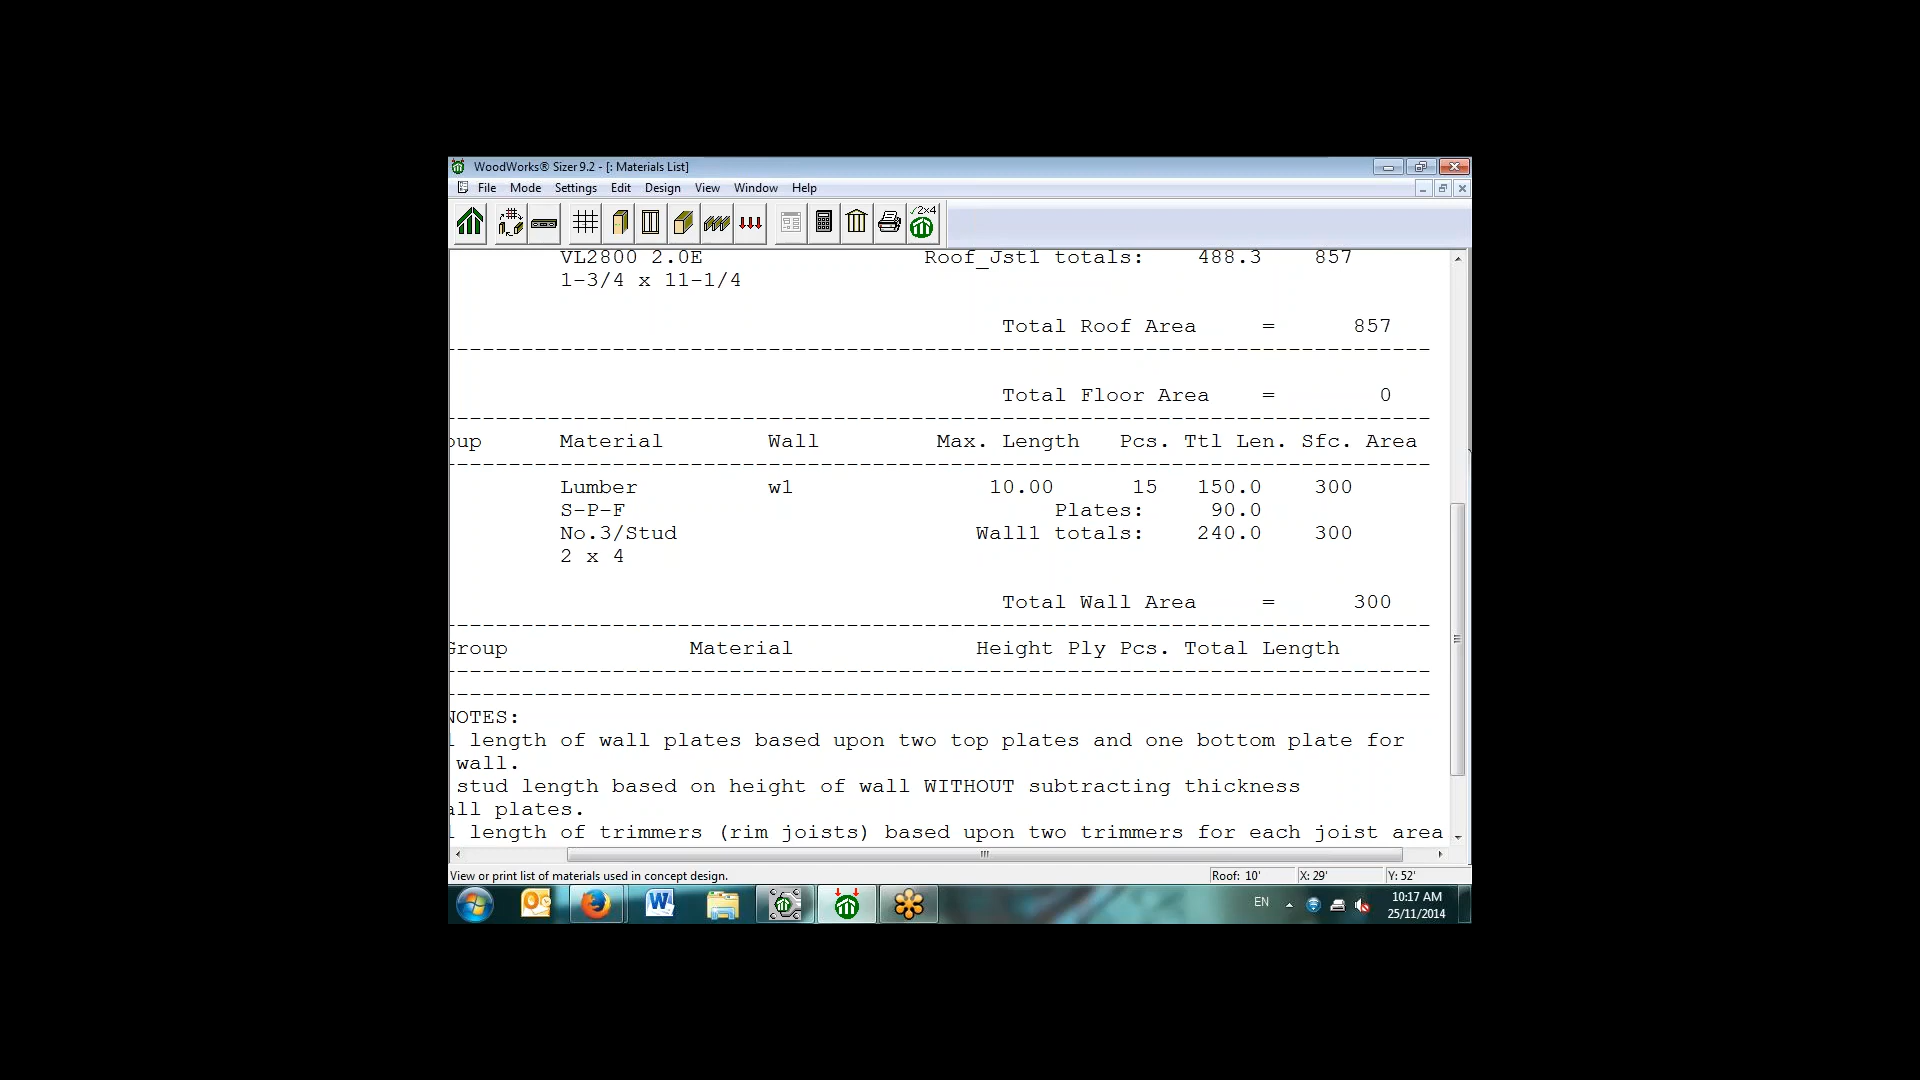 WoodWorks® Sizer 9.2 - [: Materials List]
File Mode Settings Edit Design View Window Help
✓2×4
VL2800 2.0E Roof_Jst1 totals: 488.3 857
1-3/4 x 11-1/4
Total Roof Area = 857
Total Floor Area = 0
oup Material Wall Max. Length Pcs. Ttl Len. Sfc. Area
Lumber w1 10.00 15 150.0 300
S-P-F Plates: 90.0
No.3/Stud Wall1 totals: 240.0 300
2 x 4
Total Wall Area = 300
Group Material Height Ply Pcs. Total Length
NOTES:
l length of wall plates based upon two top plates and one bottom plate for
wall.
stud length based on height of wall WITHOUT subtracting thickness
all plates.
l length of trimmers (rim joists) based upon two trimmers for each joist area
View or print list of materials used in concept design. Roof: 10' X: 29' Y: 52'
EN 10:17 AM
25/11/2014